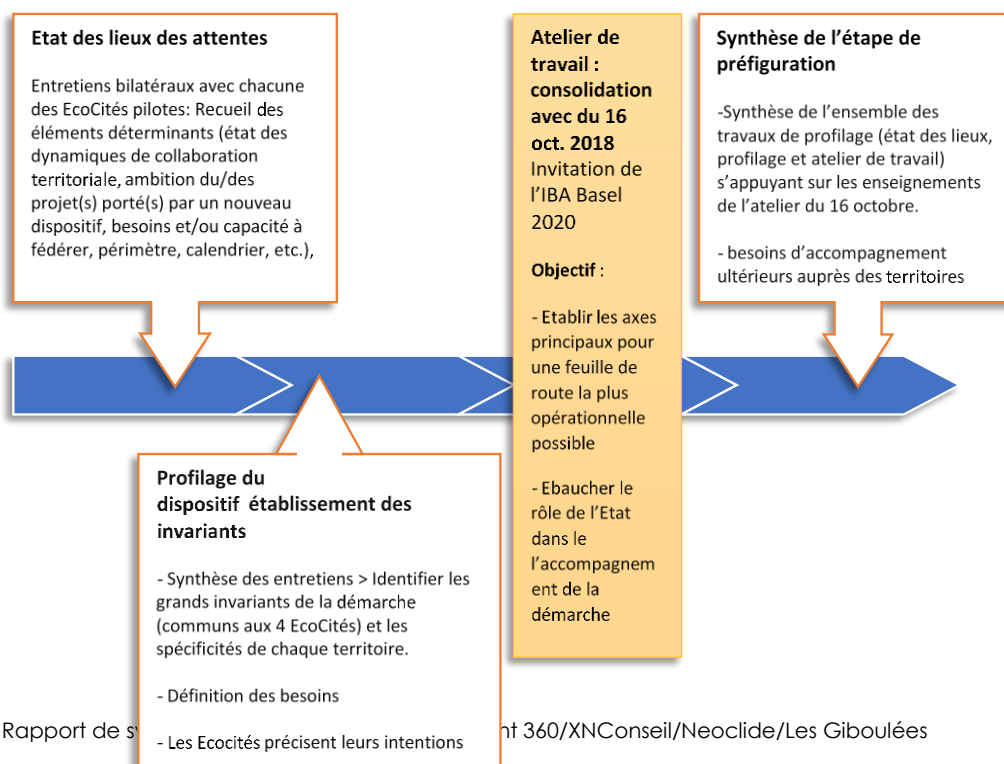 Etat des lieux des attentes
Entretiens bilatéraux avec chacune
des EcoCités pilotes: Recueil des
éléments déterminants (état des
dynamiques de collaboration
territoriale, ambition du/des
projet(s) porté(s) par un nouveau
dispositif, besoins et/ou capacité à
fédérer, périmètre, calendrier, etc.),
Profilage du
dispositif établissement des
invariants
- Synthèse des entretiens > Identifier les
grands invariants de la démarche
(communs aux 4 EcoCités) et les
spécificités de chaque territoire.
- Définition des besoins
- Les Ecocités précisent leurs intentions
Atelier de
travail :
consolidation
avec du 16
oct. 2018
Invitation de
l'IBA Basel
2020
Objectif :
- Etablir les axes
principaux pour
une feuille de
route la plus
opérationnelle
possible
- Ebaucher le
rôle de l'Etat
dans le
l'accompagnem
ent de la
démarche
Synthèse de l'étape de
préfiguration
-Synthèse de l'ensemble des
travaux de profilage (état des lieux,
profilage et atelier de travail)
s'appuyant sur les enseignements
de l'atelier du 16 octobre.
- besoins d'accompagnement
ultérieurs auprès des territoires
Rapport de 360/XNConseil/Neoclide/Les Giboulées